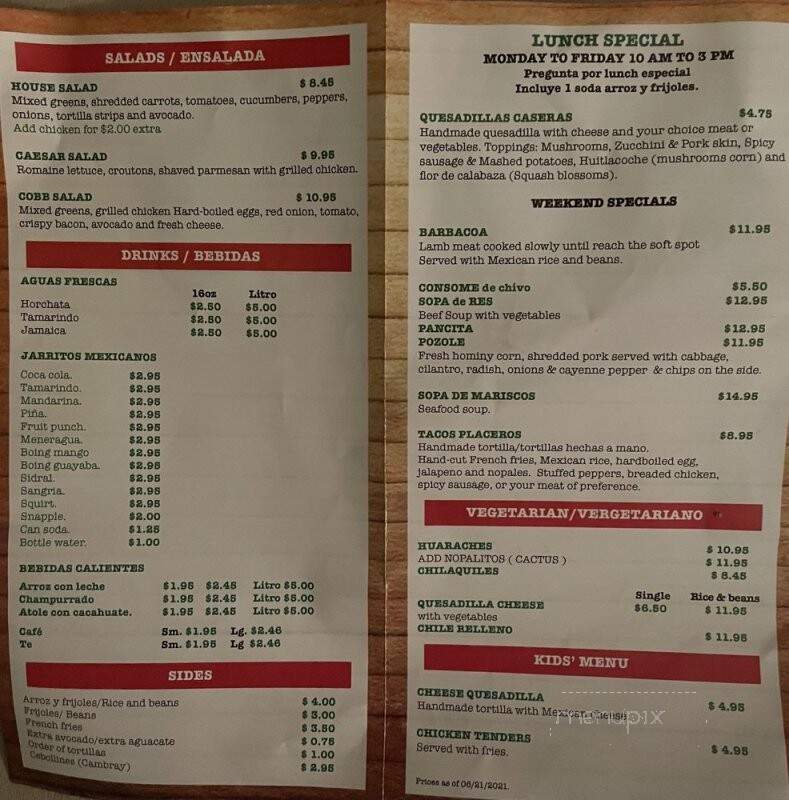 SALADS / ENSALADA
HOUSE SALAD $ 8.45
Mixed greens, shredded carrots, tomatoes, cucumbers, peppers,
onions, tortilla strips and avocado.
Add chicken for $2.00 extra
CAESAR SALAD $ 9.95
Romaine lettuce, croutons, shaved parmesan with grilled chicken.
COBB SALAD $ 10.95
Mixed greens, grilled chicken Hard-boiled eggs, red onion, tomato,
crispy bacon, avocado and fresh cheese.
DRINKS / BEBIDAS
AGUAS FRESCAS
16oz Litro
Horchata $2.50 $5.00
Tamarindo $2.50 $5.00
Jamaica $2.50 $5.00
JARRITOS MEXICANOS
Coca cola. $2.95
Tamarindo. $2.95
Mandarina. $2.95
Piña. $2.95
Fruit punch. $2.95
Meneragua. $2.95
Boing mango $2.95
Boing guayaba. $2.95
Sidral. $2.95
Sangria. $2.95
Squirt. $2.95
Snapple. $2.00
Can soda. $1.25
Bottle water. $1.00
BEBIDAS CALIENTES
Arroz con leche $1.95 $2.45 Litro $5.00
Champurrado $1.95 $2.45 Litro $5.00
Atole con cacahuate. $1.95 $2.45 Litro $5.00
Café Sm. $1.95 Lg. $2.46
Te Sm. $1.95 Lg $2.46
SIDES
Arroz y frijoles/Rice and beans $ 4.00
Frijoles/ Beans $ 3.00
French fries $ 3.50
Extra avocado/extra aguacate $ 0.75
Order of tortillas $ 1.00
Cebollines (Cambray) $ 2.95
LUNCH SPECIAL
MONDAY TO FRIDAY 10 AM TO 3 PM
Pregunta por lunch especial
Incluye 1 soda arroz y frijoles.
QUESADILLAS CASERAS $4.75
Handmade quesadilla with cheese and your choice meat or
vegetables. Toppings: Mushrooms, Zucchini & Pork skin, Spicy
sausage & Mashed potatoes, Huitlacoche (mushrooms corn) and
flor de calabaza (Squash blossoms).
WEEKEND SPECIALS
BARBACOA $11.95
Lamb meat cooked slowly until reach the soft spot
Served with Mexican rice and beans.
CONSOME de chivo $5.50
SOPA de RES $12.95
Beef Soup with vegetables
PANCITA $12.95
POZOLE $11.95
Fresh hominy corn, shredded pork served with cabbage,
cilantro, radish, onions & cayenne pepper & chips on the side.
SOPA DE MARISCOS $14.95
Seafood soup.
TACOS PLACEROS $8.95
Handmade tortilla/tortillas hechas a mano.
Hand-cut French fries, Mexican rice, hardboiled egg,
jalapeno and nopales. Stuffed peppers, breaded chicken,
spicy sausage, or your meat of preference.
VEGETARIAN/VERGETARIANO
HUARACHES $ 10.95
ADD NOPALITOS ( CACTUS ) $ 11.95
CHILAQUILES $ 8.45
Single Rice & beans
QUESADILLA CHEESE $6.50 $ 11.95
with vegetables
CHILE RELLENO $ 11.95
KIDS' MENU
CHEESE QUESADILLA
Handmade tortilla with Mexican cheese. $ 4.95
menupix
CHICKEN TENDERS
Served with fries. $ 4.95
Prices as of 06/21/2021.